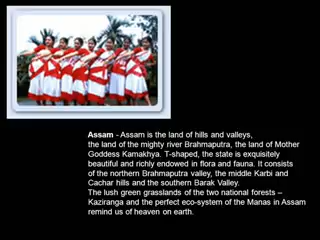 Assam - Assam is the land of hills and valleys,
the land of the mighty river Brahmaputra, the land of Mother
Goddess Kamakhya. T-shaped, the state is exquisitely
beautiful and richly endowed in flora and fauna. It consists
of the northern Brahmaputra valley, the middle Karbi and
Cachar hills and the southern Barak Valley.
The lush green grasslands of the two national forests –
Kaziranga and the perfect eco-system of the Manas in Assam
remind us of heaven on earth.